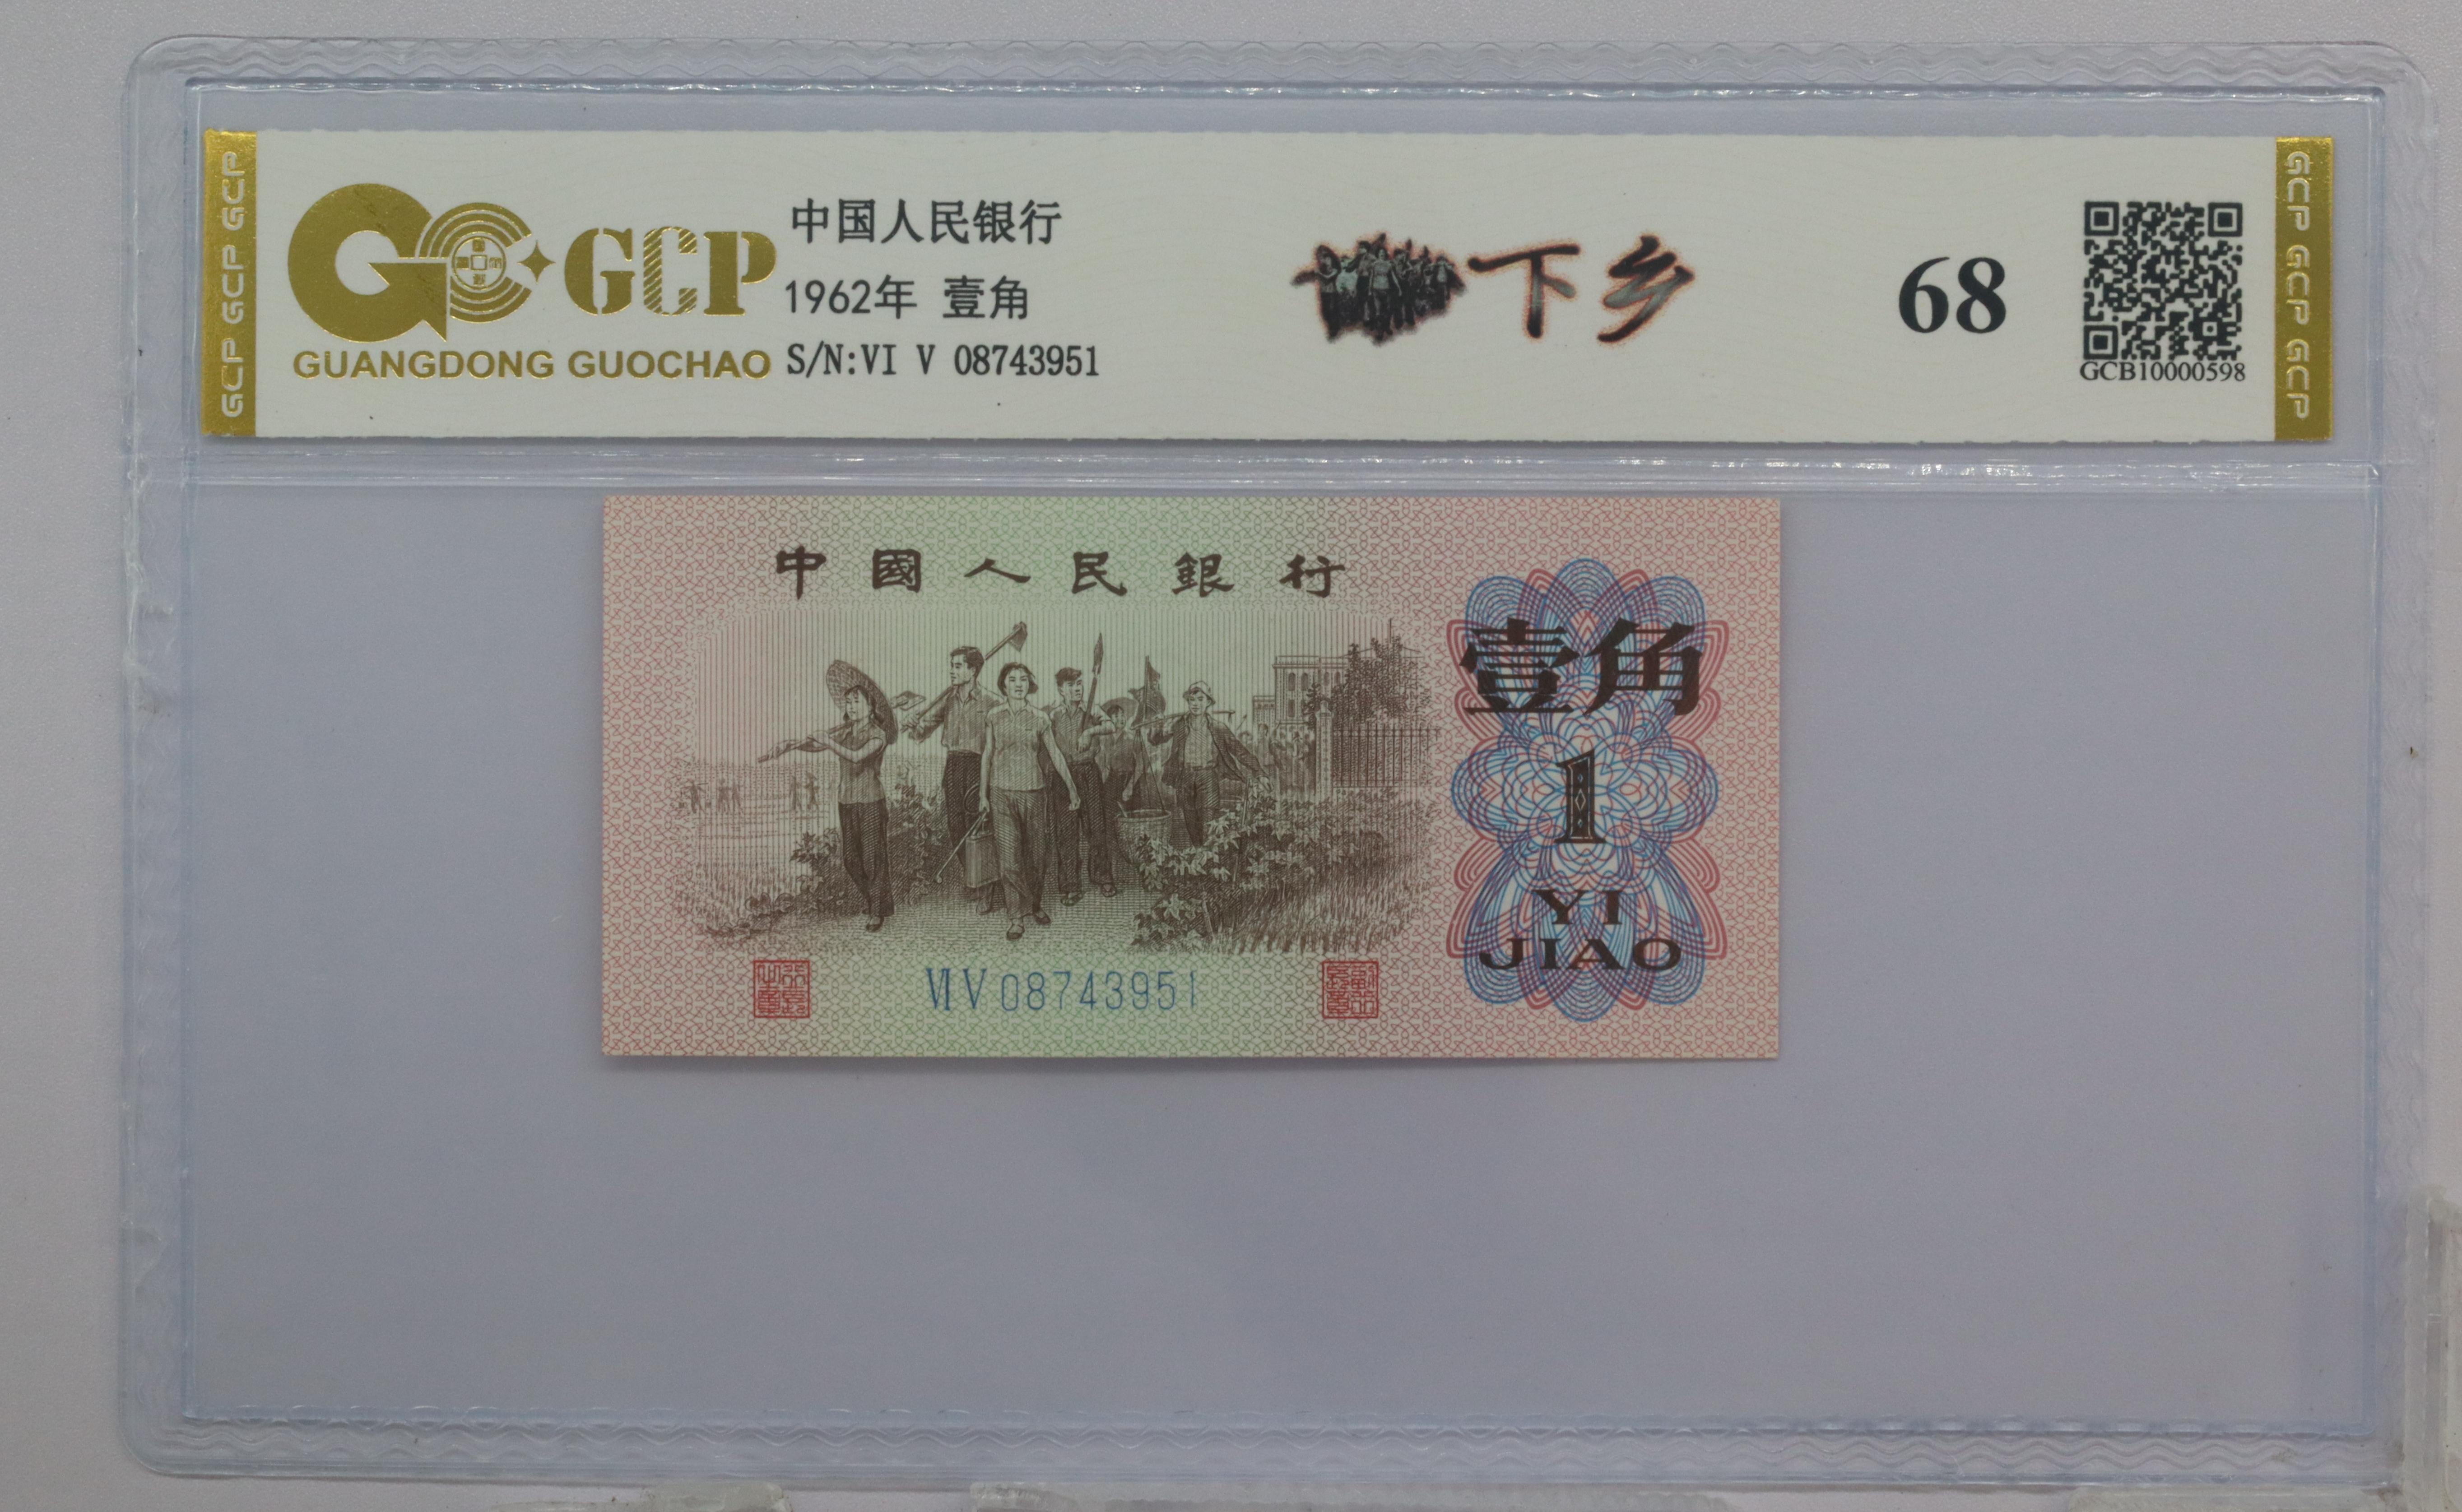 GCP GCP GCP
GCP
GUANGDONG GUOCHAO
中国人民银行
1962年 壹角
S/N:VI V 08743951
下乡
68
GCB10000598
GCP GCP GCP
中國人民銀行
壹角
1
YI
JIAO
VI V 08743951